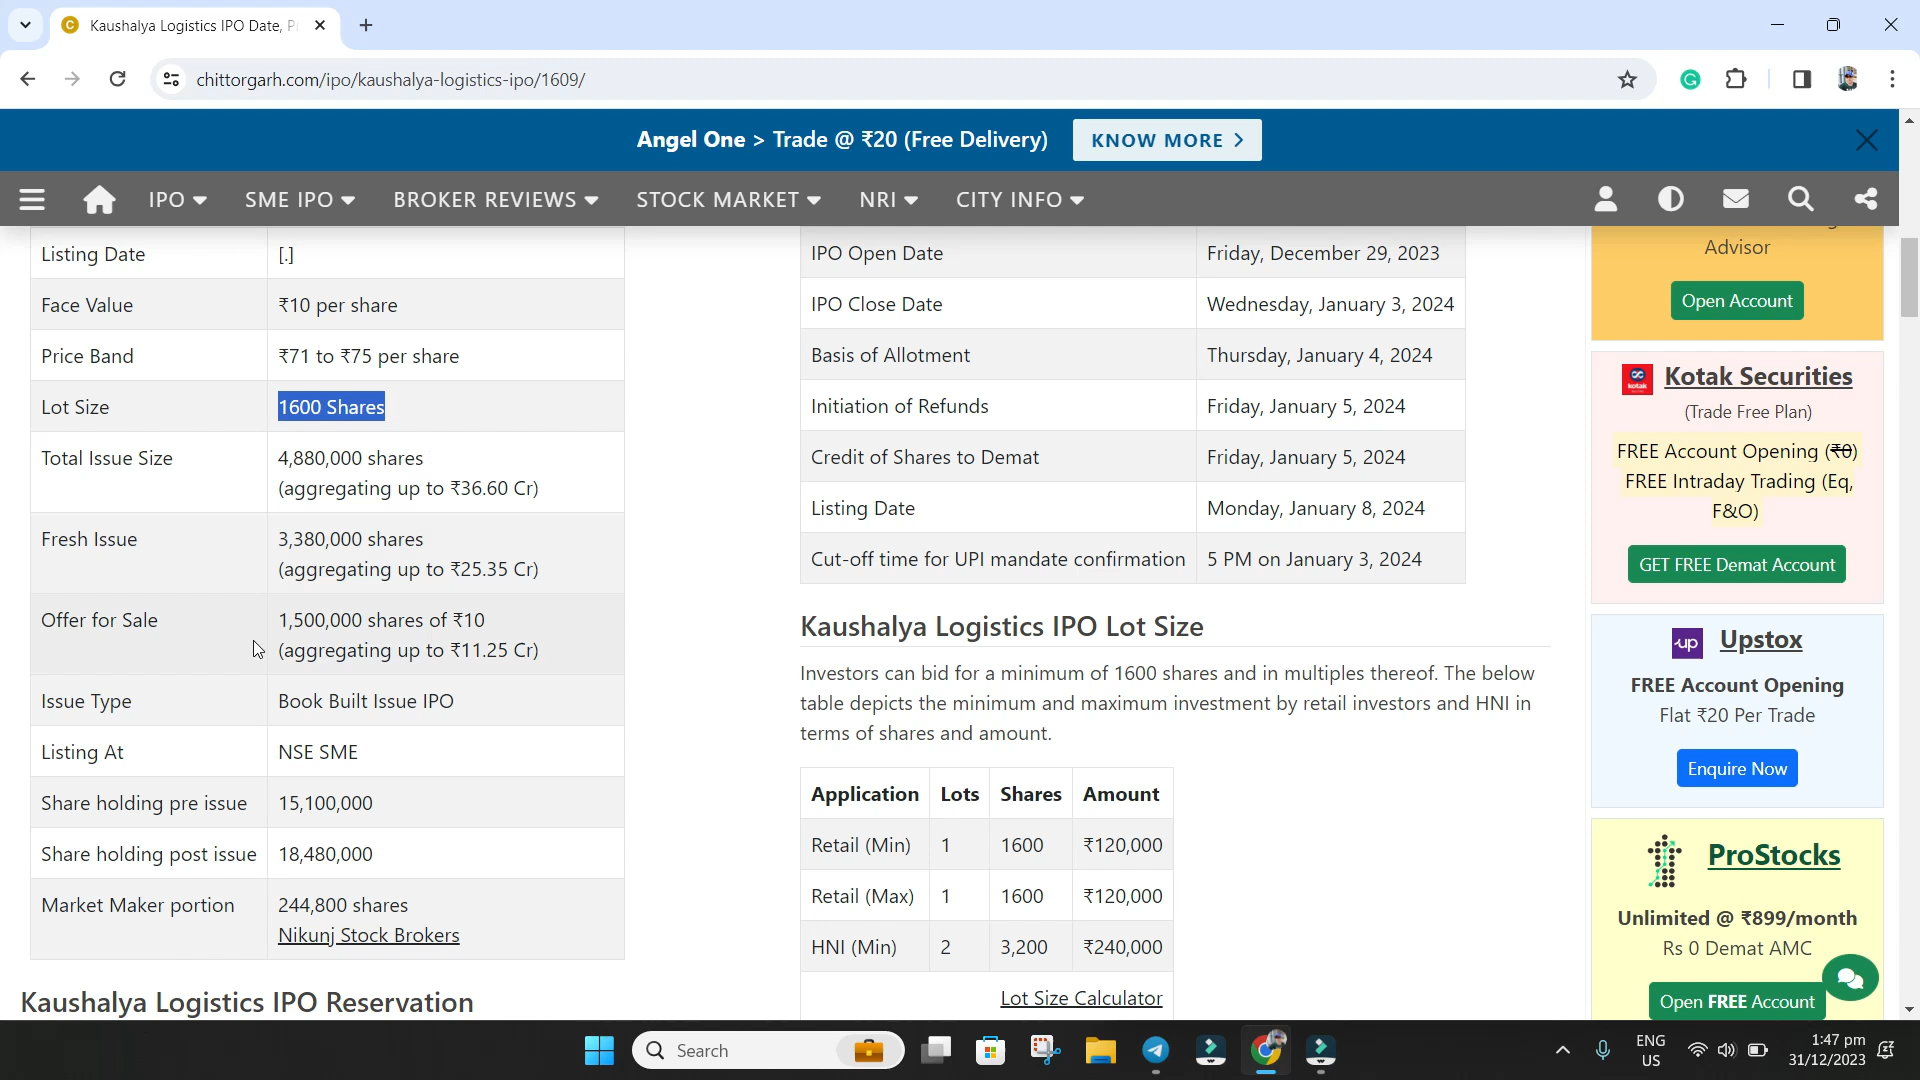 Kaushalya Logistics IPO Date, P
chittorgarh.com/ipo/kaushalya-logistics-ipo/1609/
Angel One > Trade @ ₹20 (Free Delivery)
KNOW MORE >
IPO
SME IPO
BROKER REVIEWS
STOCK MARKET
NRI
CITY INFO
Listing Date [.]
Face Value ₹10 per share
Price Band ₹71 to ₹75 per share
Lot Size 1600 Shares
Total Issue Size 4,880,000 shares
(aggregating up to ₹36.60 Cr)
Fresh Issue 3,380,000 shares
(aggregating up to ₹25.35 Cr)
Offer for Sale 1,500,000 shares of ₹10
(aggregating up to ₹11.25 Cr)
Issue Type Book Built Issue IPO
Listing At NSE SME
Share holding pre issue 15,100,000
Share holding post issue 18,480,000
Market Maker portion 244,800 shares
Nikunj Stock Brokers
Kaushalya Logistics IPO Reservation
IPO Open Date Friday, December 29, 2023
IPO Close Date Wednesday, January 3, 2024
Basis of Allotment Thursday, January 4, 2024
Initiation of Refunds Friday, January 5, 2024
Credit of Shares to Demat Friday, January 5, 2024
Listing Date Monday, January 8, 2024
Cut-off time for UPI mandate confirmation 5 PM on January 3, 2024
Kaushalya Logistics IPO Lot Size
Investors can bid for a minimum of 1600 shares and in multiples thereof. The below
table depicts the minimum and maximum investment by retail investors and HNI in
terms of shares and amount.
Application Lots Shares Amount
Retail (Min) 1 1600 ₹120,000
Retail (Max) 1 1600 ₹120,000
HNI (Min) 2 3,200 ₹240,000
Lot Size Calculator
Advisor
Open Account
kotak
Kotak Securities
(Trade Free Plan)
FREE Account Opening (₹0)
FREE Intraday Trading (Eq,
F&O)
GET FREE Demat Account
up
Upstox
FREE Account Opening
Flat ₹20 Per Trade
Enquire Now
ProStocks
Unlimited @ ₹899/month
Rs 0 Demat AMC
Open FREE Account
Search
ENG
US
1:47 pm
31/12/2023